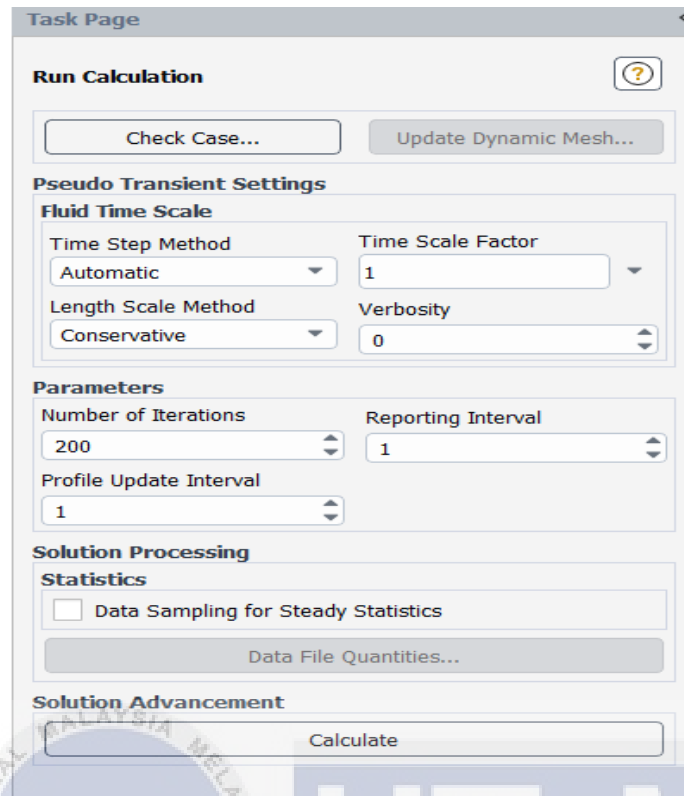 Task Page
Run Calculation
?
Check Case... Update Dynamic Mesh...
Pseudo Transient Settings
Fluid Time Scale
Time Step Method Time Scale Factor
Automatic 1
Length Scale Method Verbosity
Conservative 0
Parameters
Number of Iterations Reporting Interval
200 1
Profile Update Interval
1
Solution Processing
Statistics
Data Sampling for Steady Statistics
Data File Quantities...
Solution Advancement
Calculate
MALAYSIA